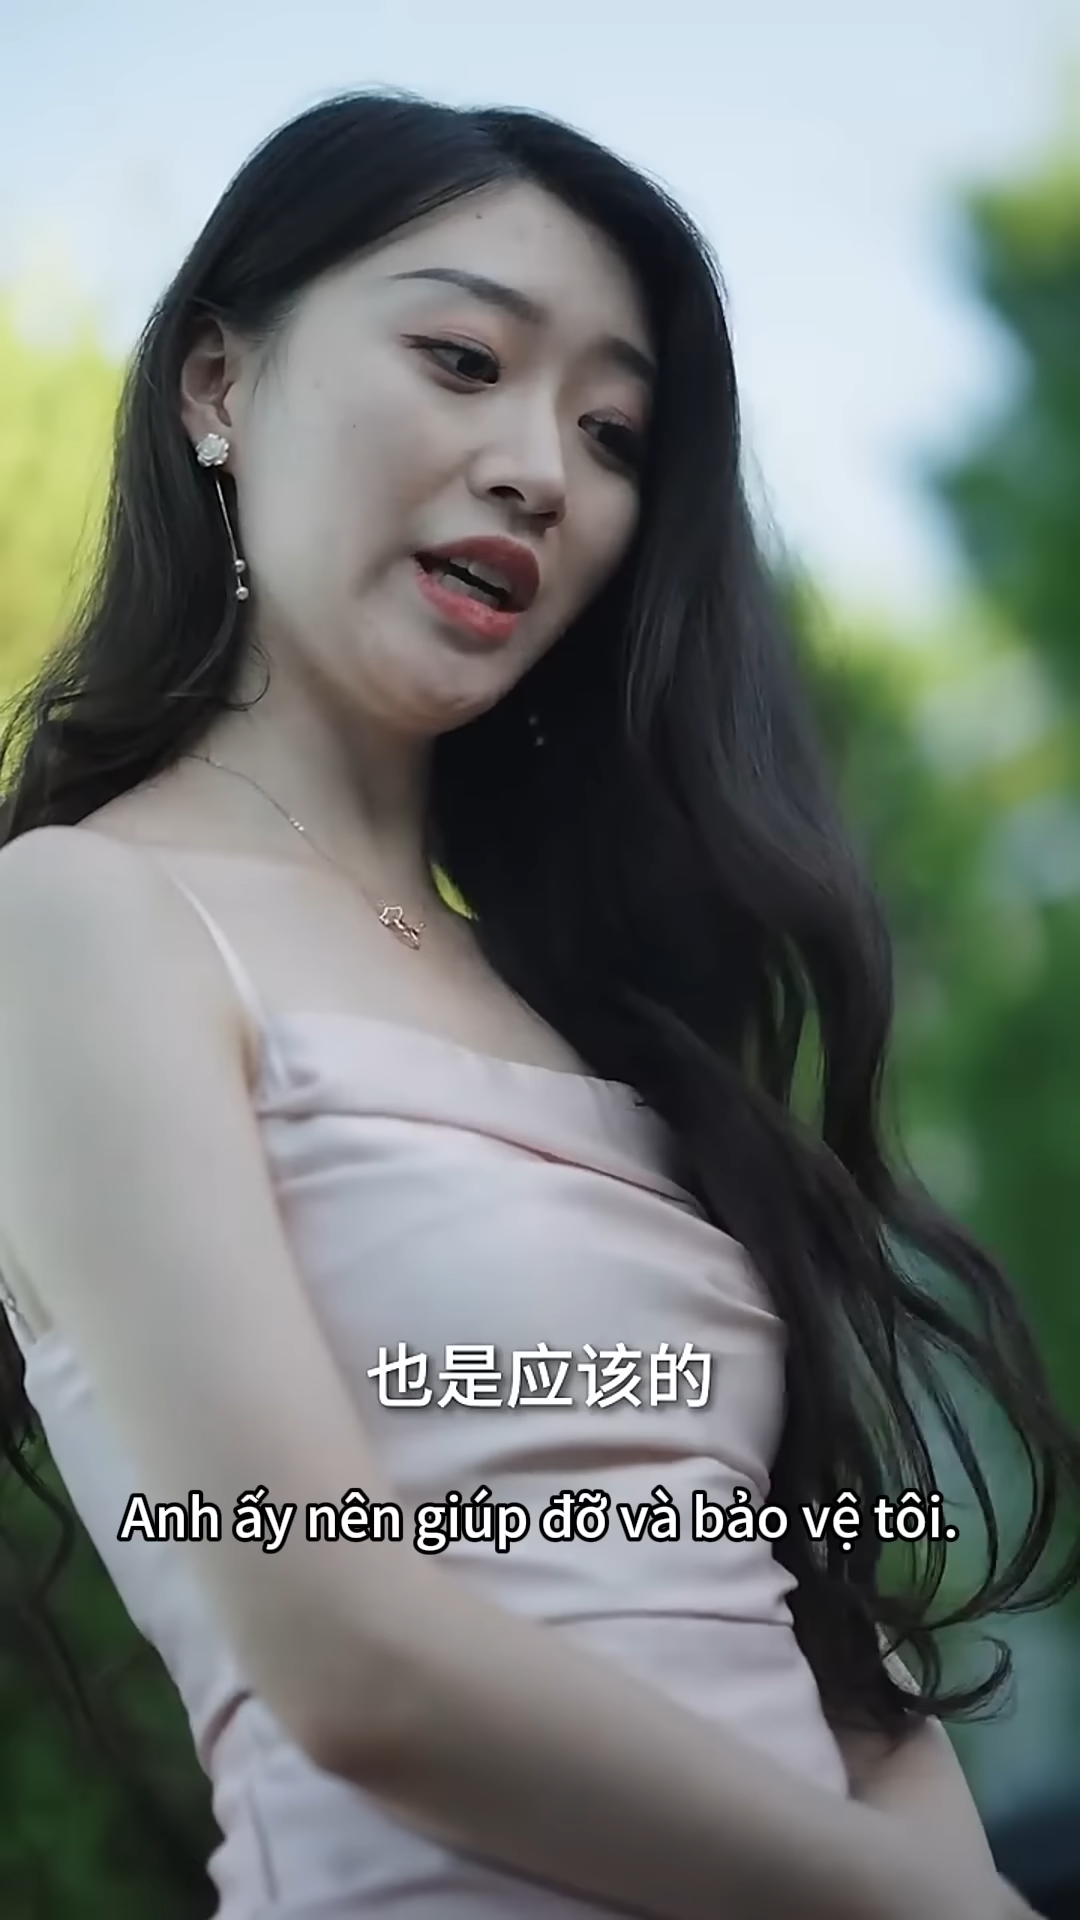 也是应该的
Anh ấy nên giúp đỡ và bảo vệ tôi.